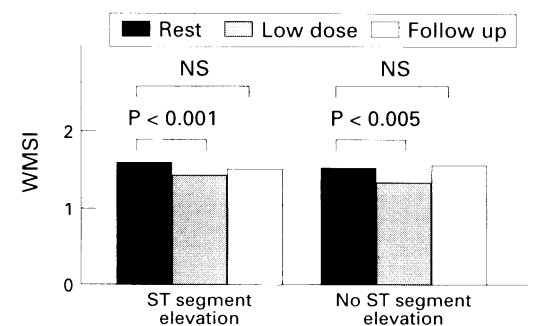 Rest Low dose Follow up
NS NS
P < 0.001 P < 0.005
WMSI
2
1
0
ST segment
elevation
No ST segment
elevation